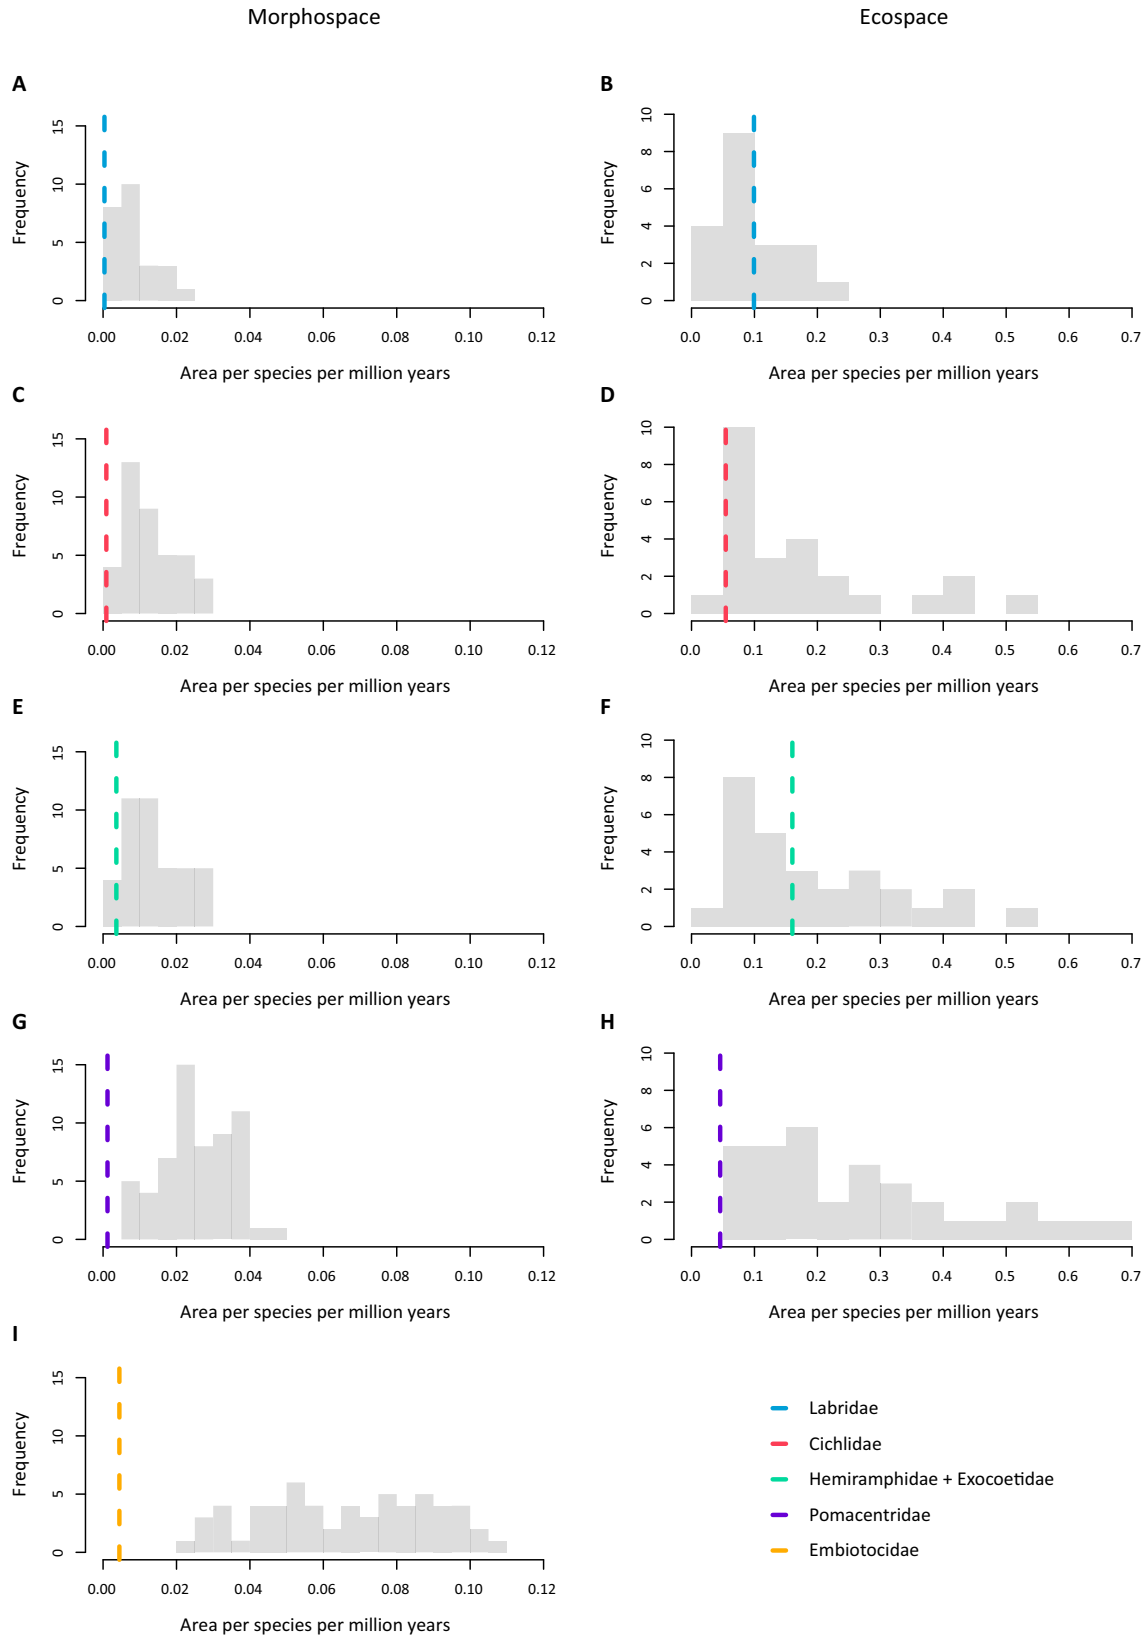 Morphospace Ecospace
A B
15 10 5 0 Frequency
10 8 6 4 2 0 Frequency
0.00 0.02 0.04 0.06 0.08 0.10 0.12
0.0 0.1 0.2 0.3 0.4 0.5 0.6 0.7
Area per species per million years Area per species per million years
C D
15 10 5 0 Frequency
10 8 6 4 2 0 Frequency
0.00 0.02 0.04 0.06 0.08 0.10 0.12
0.0 0.1 0.2 0.3 0.4 0.5 0.6 0.7
Area per species per million years Area per species per million years
E F
15 10 5 0 Frequency
10 8 6 4 2 0 Frequency
0.00 0.02 0.04 0.06 0.08 0.10 0.12
0.0 0.1 0.2 0.3 0.4 0.5 0.6 0.7
Area per species per million years Area per species per million years
G H
15 10 5 0 Frequency
10 8 6 4 2 0 Frequency
0.00 0.02 0.04 0.06 0.08 0.10 0.12
0.0 0.1 0.2 0.3 0.4 0.5 0.6 0.7
Area per species per million years Area per species per million years
I
15 10 5 0 Frequency
0.00 0.02 0.04 0.06 0.08 0.10 0.12
Area per species per million years
Labridae
Cichlidae
Hemiramphidae + Exocoetidae
Pomacentridae
Embiotocidae